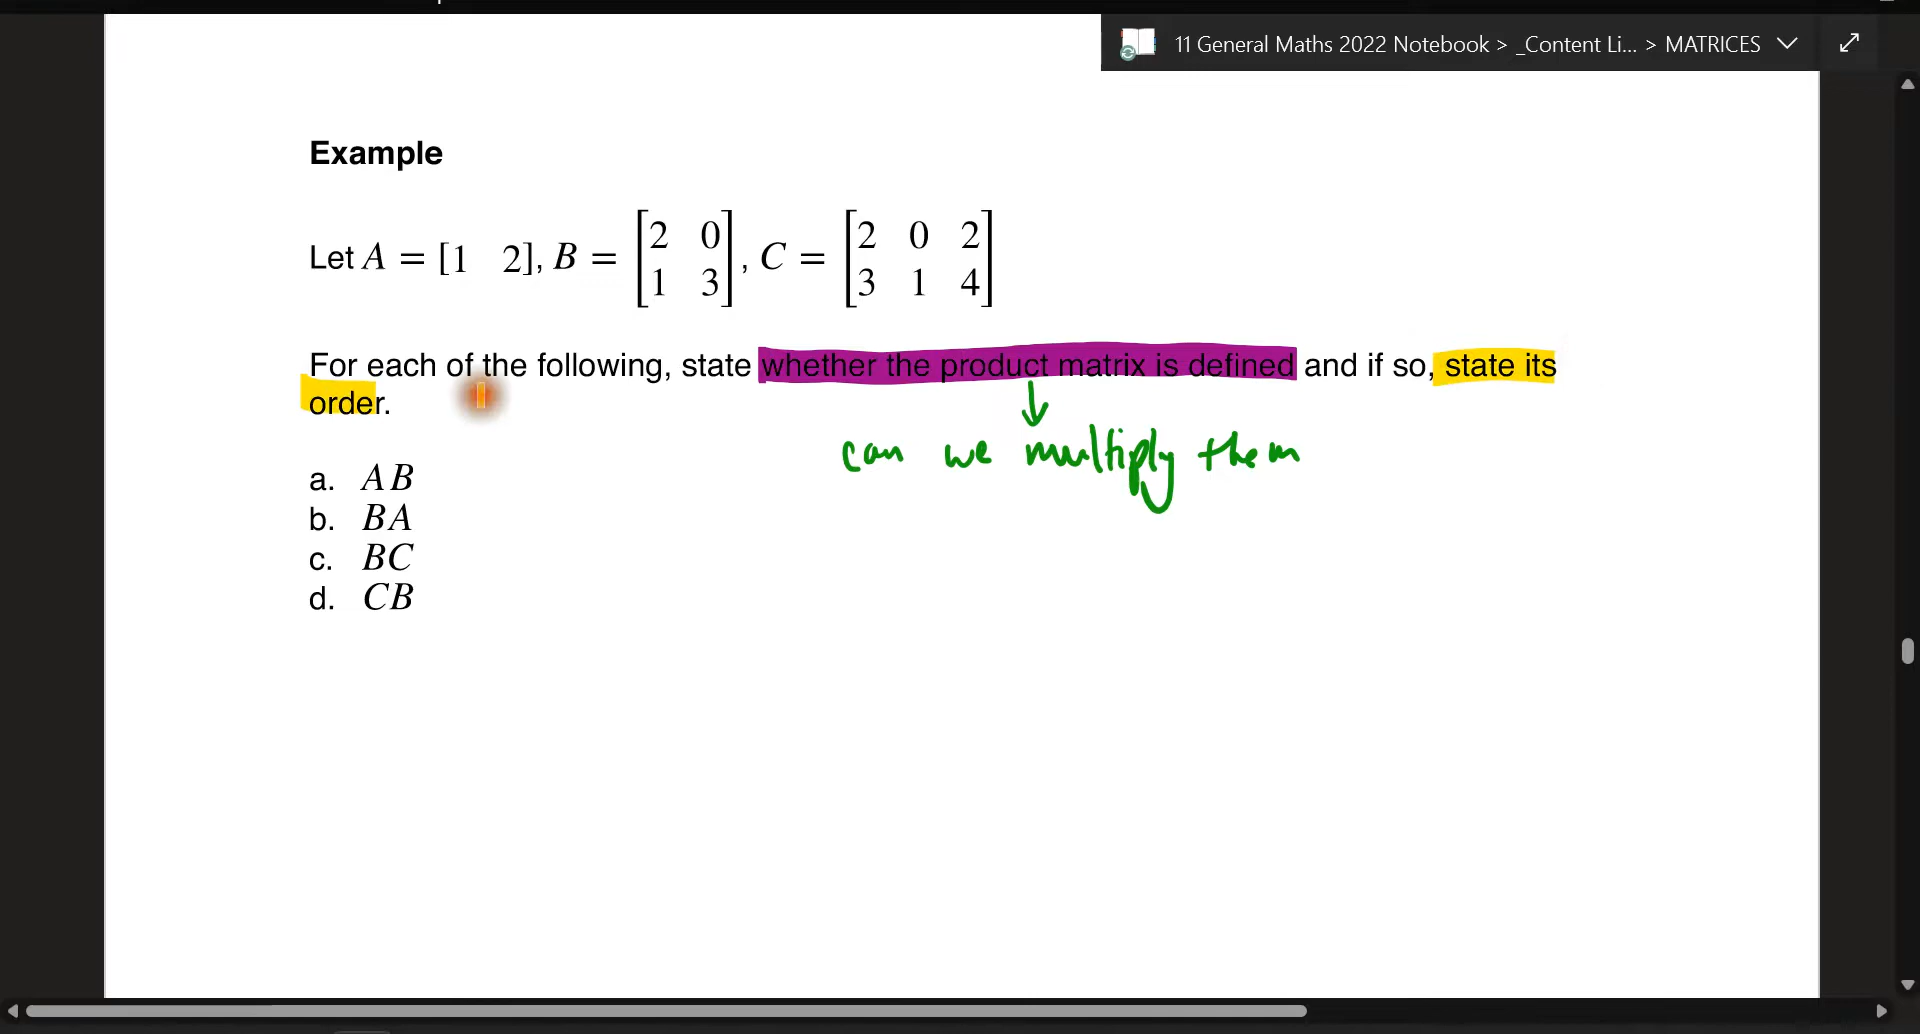 11 General Maths 2022 Notebook > _Content Li... > MATRICES
Example
Let A = [1 2], B = [2 0; 1 3], C = [2 0 2; 3 1 4]
For each of the following, state whether the product matrix is defined and if so, state its
order.
can we multiply them
a. AB
b. BA
c. BC
d. CB